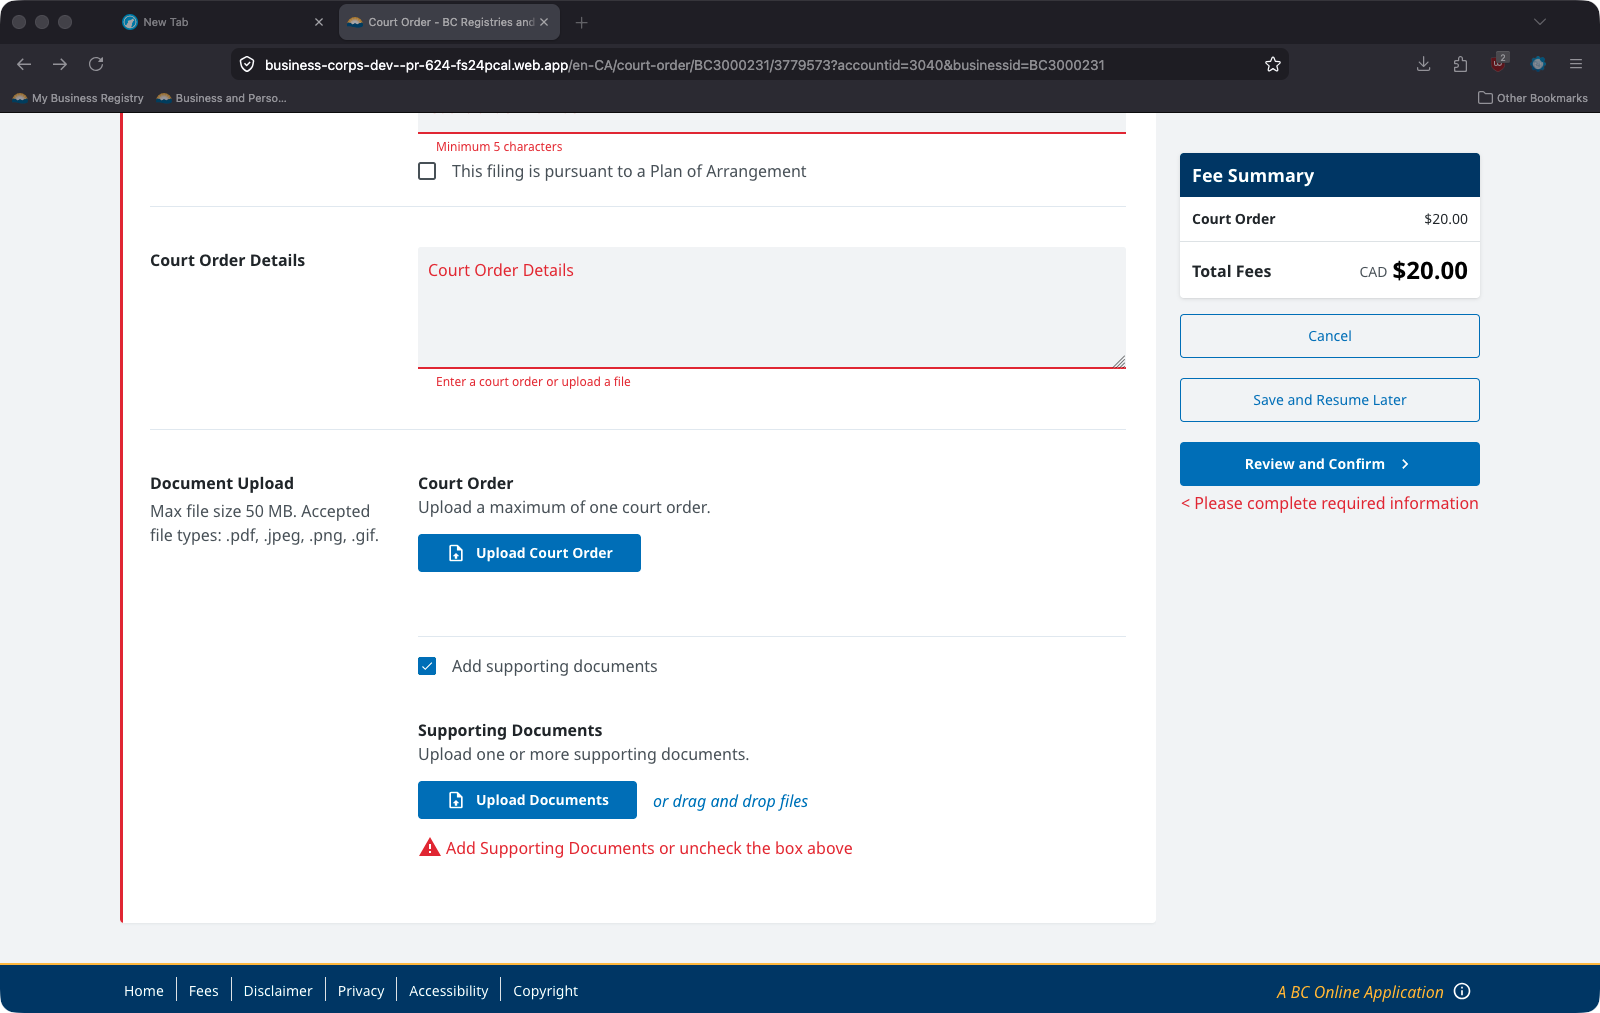 New Tab
Court Order - BC Registries and
business-corps-dev--pr-624-fs24pcal.web.app/en-CA/court-order/BC3000231/3779573?accountid=3040&businessid=BC3000231
2
My Business Registry
Business and Perso...
Other Bookmarks
Minimum 5 characters
This filing is pursuant to a Plan of Arrangement
Court Order Details
Court Order Details
Enter a court order or upload a file
Document Upload
Max file size 50 MB. Accepted
file types: .pdf, .jpeg, .png, .gif.
Court Order
Upload a maximum of one court order.
Upload Court Order
Add supporting documents
Supporting Documents
Upload one or more supporting documents.
Upload Documents
or drag and drop files
Add Supporting Documents or uncheck the box above
Fee Summary
Court Order $20.00
Total Fees CAD $20.00
Cancel
Save and Resume Later
Review and Confirm
< Please complete required information
Home
Fees
Disclaimer
Privacy
Accessibility
Copyright
A BC Online Application